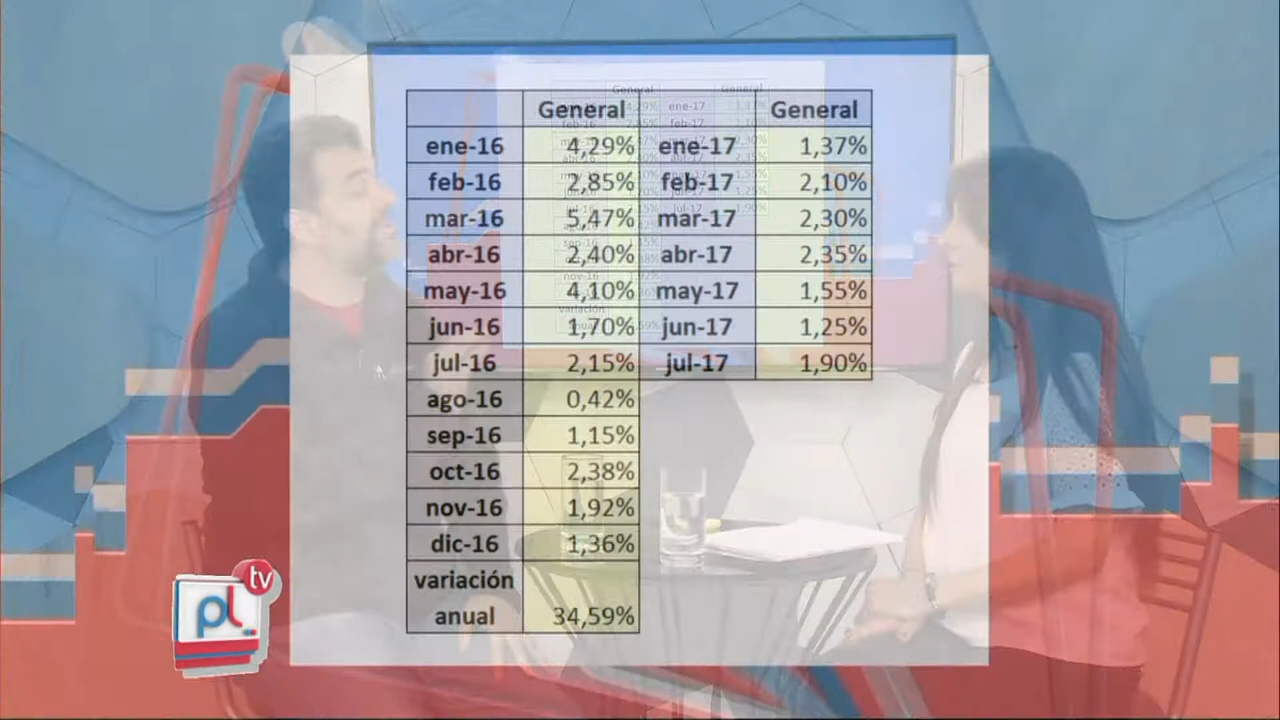 General General
ene-16 4,29% ene-17 1,37%
feb-16 2,85% feb-17 2,10%
mar-16 5,47% mar-17 2,30%
abr-16 2,40% abr-17 2,35%
may-16 4,10% may-17 1,55%
jun-16 1,70% jun-17 1,25%
jul-16 2,15% jul-17 1,90%
ago-16 0,42%
sep-16 1,15%
oct-16 2,38%
nov-16 1,92%
dic-16 1,36%
variación
anual 34,59%
tv
pl